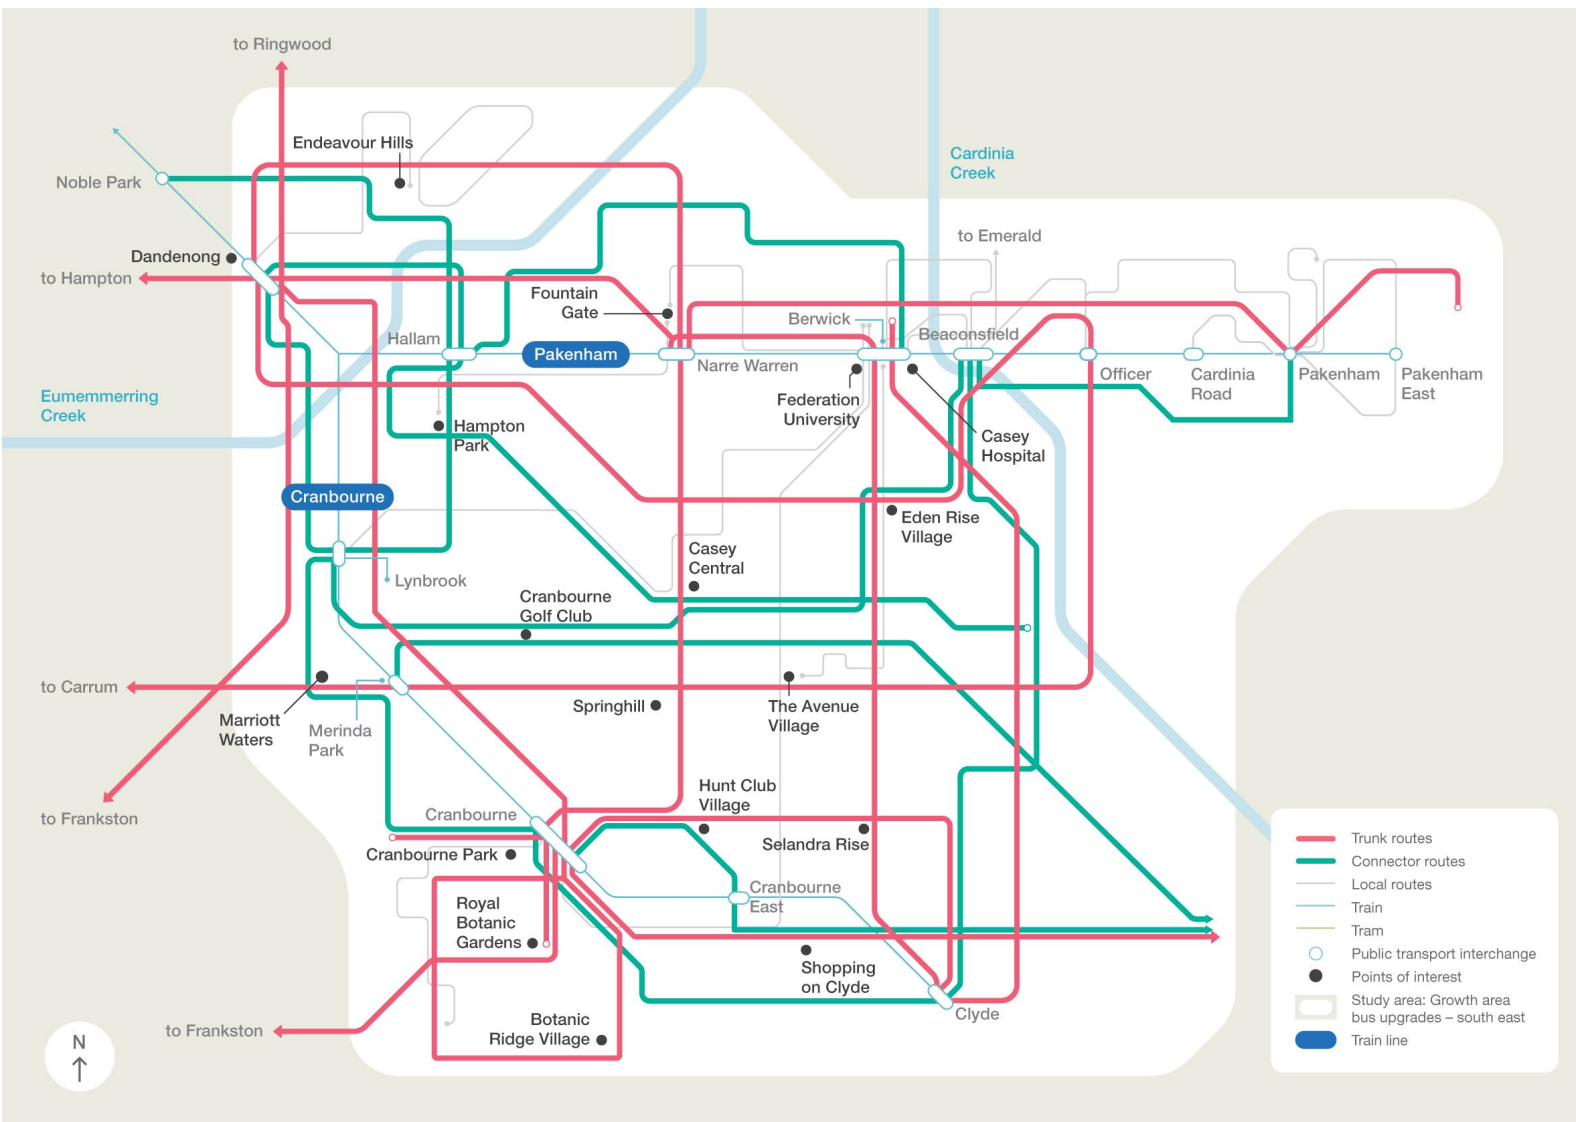 to Ringwood
Endeavour Hills
Cardinia
Creek
Noble Park
to Emerald
Dandenong
to Hampton
Fountain
Gate
Berwick
Beaconsfield
Hallam
Pakenham
Narre Warren
Officer
Cardinia
Road
Pakenham
Pakenham
East
Eumemmerring
Creek
Federation
University
Hampton
Park
Casey
Hospital
Cranbourne
Eden Rise
Village
Casey
Central
Lynbrook
Cranbourne
Golf Club
to Carrum
Marriott
Waters
Merinda
Park
Springhill
The Avenue
Village
Hunt Club
Village
to Frankston
Cranbourne
Selandra Rise
Cranbourne Park
Cranbourne
East
Royal
Botanic
Gardens
Shopping
on Clyde
Clyde
to Frankston
Botanic
Ridge Village
N
Trunk routes
Connector routes
Local routes
Train
Tram
Public transport interchange
Points of interest
Study area: Growth area
bus upgrades – south east
Train line